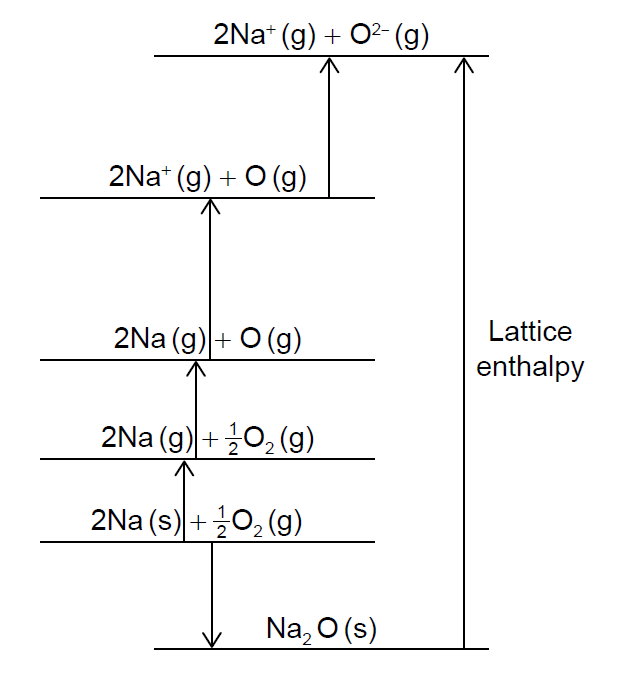 2Na⁺ (g) + O²⁻ (g)
2Na⁺ (g) + O (g)
2Na (g) + O (g)
Lattice
enthalpy
2Na (g) + ½O₂ (g)
2Na (s) + ½O₂ (g)
Na₂O (s)